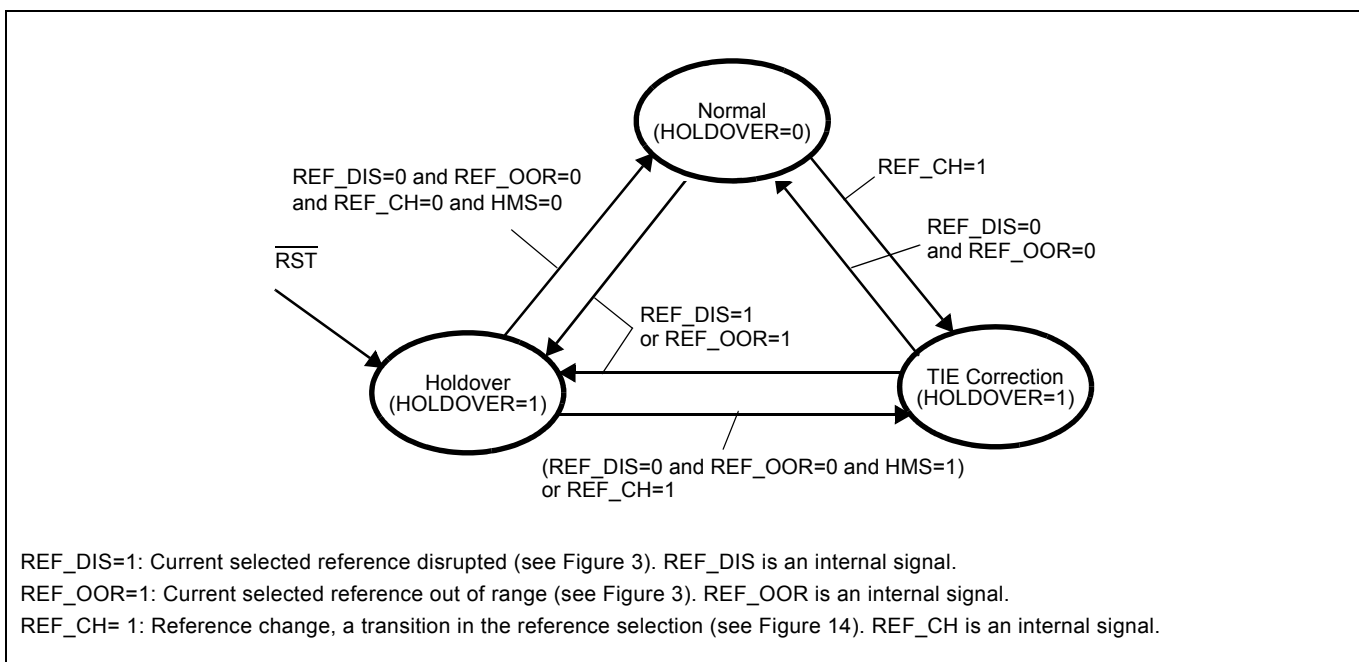 Normal
(HOLDOVER=0)
REF_CH=1
REF_DIS=0 and REF_OOR=0
and REF_CH=0 and HMS=0
REF_DIS=0
and REF_OOR=0
RST
REF_DIS=1
or REF_OOR=1
Holdover
(HOLDOVER=1)
TIE Correction
(HOLDOVER=1)
(REF_DIS=0 and REF_OOR=0 and HMS=1)
or REF_CH=1
REF_DIS=1: Current selected reference disrupted (see Figure 3). REF_DIS is an internal signal.
REF_OOR=1: Current selected reference out of range (see Figure 3). REF_OOR is an internal signal.
REF_CH= 1: Reference change, a transition in the reference selection (see Figure 14). REF_CH is an internal signal.